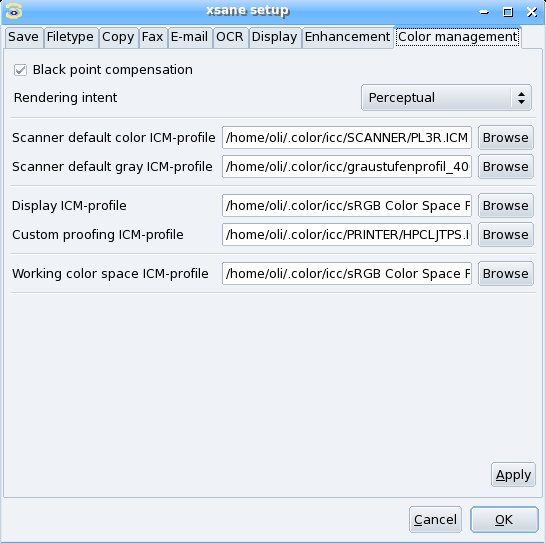 xsane setup
Save Filetype Copy Fax E-mail OCR Display Enhancement Color management
Black point compensation
Rendering intent Perceptual
Scanner default color ICM-profile /home/oli/.color/icc/SCANNER/PL3R.ICM Browse
Scanner default gray ICM-profile /home/oli/.color/icc/graustufenprofil_40 Browse
Display ICM-profile /home/oli/.color/icc/sRGB Color Space Browse
Custom proofing ICM-profile /home/oli/.color/icc/PRINTER/HPCLJTPS. Browse
Working color space ICM-profile /home/oli/.color/icc/sRGB Color Space Browse
Apply
Cancel OK